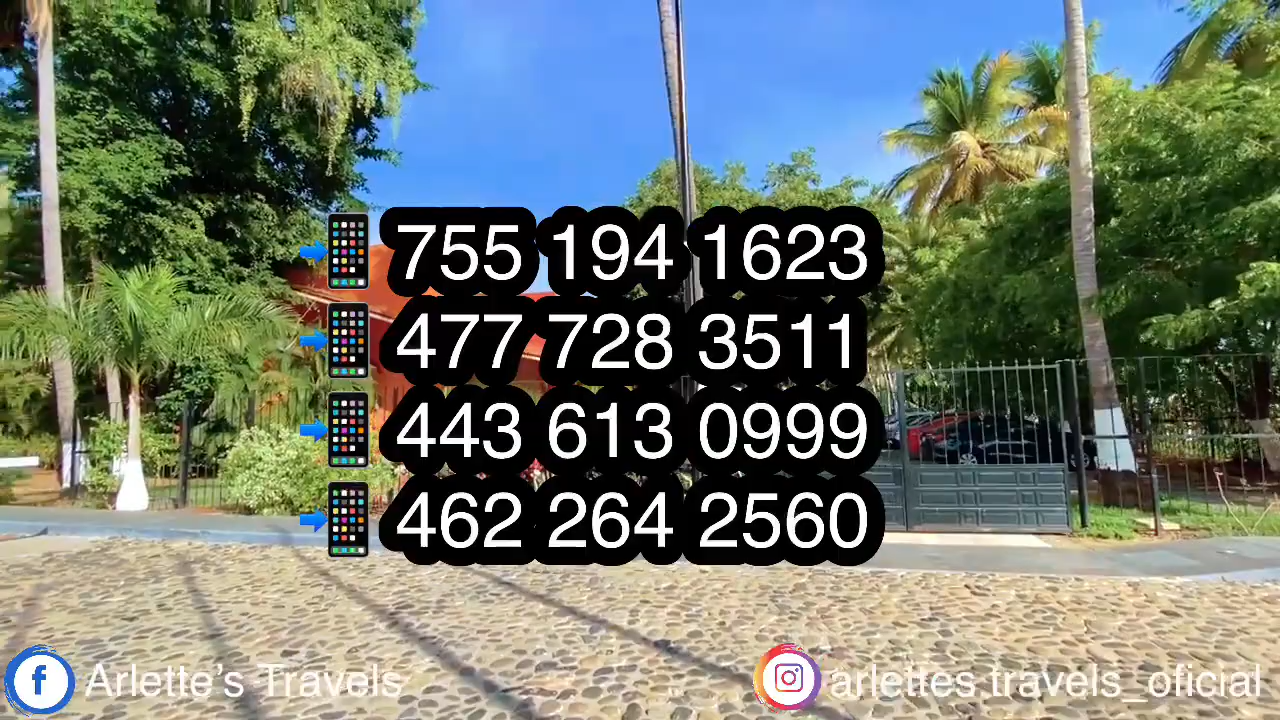 755 194 1623
477 728 3511
443 613 0999
462 264 2560
Arlette's Travels
arlettes.travels_oficial